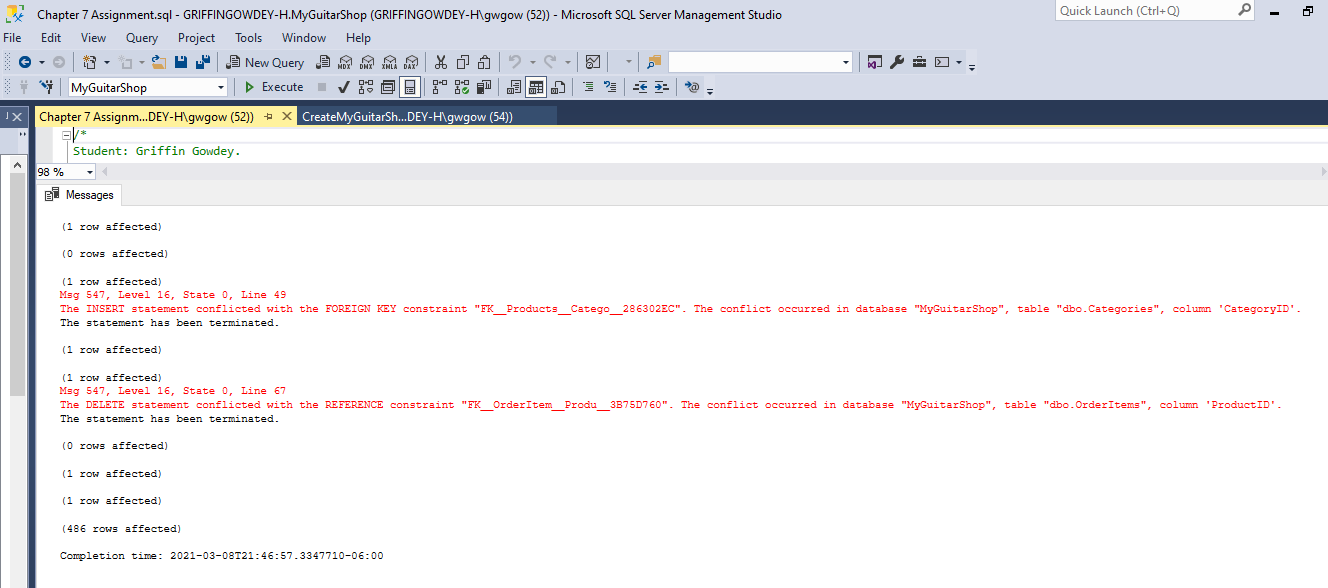 Chapter 7 Assignment.sql - GRIFFINGOWDEY-H.MyGuitarShop (GRIFFINGOWDEY-H\gwgow (52)) - Microsoft SQL Server Management Studio
Quick Launch (Ctrl+Q)
File Edit View Query Project Tools Window Help
New Query MDX DMX XMLA DAX
MyGuitarShop Execute
Chapter 7 Assignm...DEY-H\gwgow (52)) CreateMyGuitarSh...DEY-H\gwgow (54))
/*
Student: Griffin Gowdey.
98 %
Messages
(1 row affected)
(0 rows affected)
(1 row affected)
Msg 547, Level 16, State 0, Line 49
The INSERT statement conflicted with the FOREIGN KEY constraint "FK__Products__Catego__286302EC". The conflict occurred in database "MyGuitarShop", table "dbo.Categories", column 'CategoryID'.
The statement has been terminated.
(1 row affected)
(1 row affected)
Msg 547, Level 16, State 0, Line 67
The DELETE statement conflicted with the REFERENCE constraint "FK__OrderItem__Produ__3B75D760". The conflict occurred in database "MyGuitarShop", table "dbo.OrderItems", column 'ProductID'.
The statement has been terminated.
(0 rows affected)
(1 row affected)
(1 row affected)
(486 rows affected)
Completion time: 2021-03-08T21:46:57.3347710-06:00